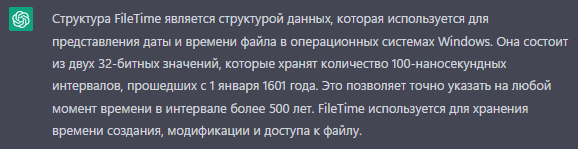 Структура FileTime является структурой данных, которая используется для
представления даты и времени файла в операционных системах Windows. Она состоит
из двух 32-битных значений, которые хранят количество 100-наносекундных
интервалов, прошедших с 1 января 1601 года. Это позволяет точно указать на любой
момент времени в интервале более 500 лет. FileTime используется для хранения
времени создания, модификации и доступа к файлу.